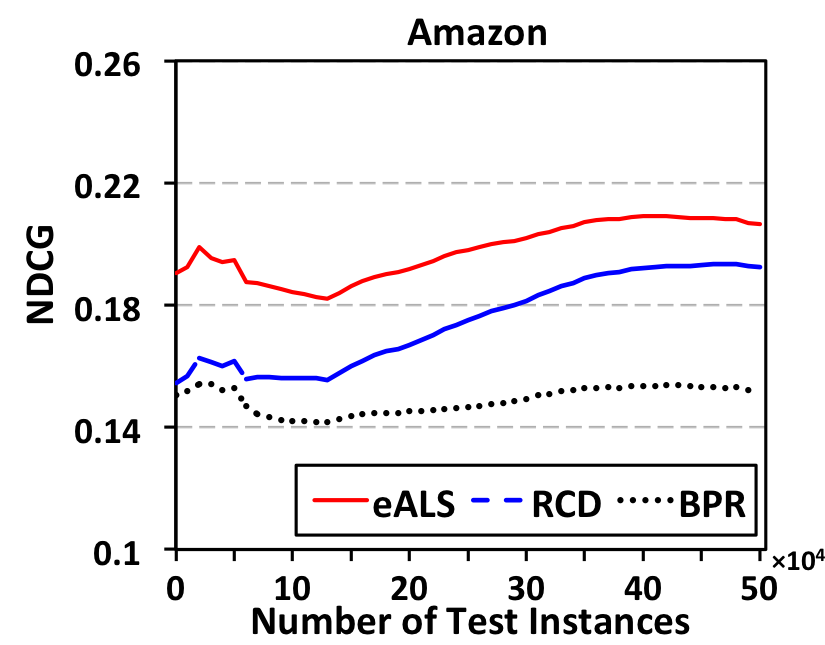 Amazon
0.26
0.22
0.18
0.14
0.1
NDCG
eALS RCD BPR
0 10 20 30 40 50 ×10⁴
Number of Test Instances